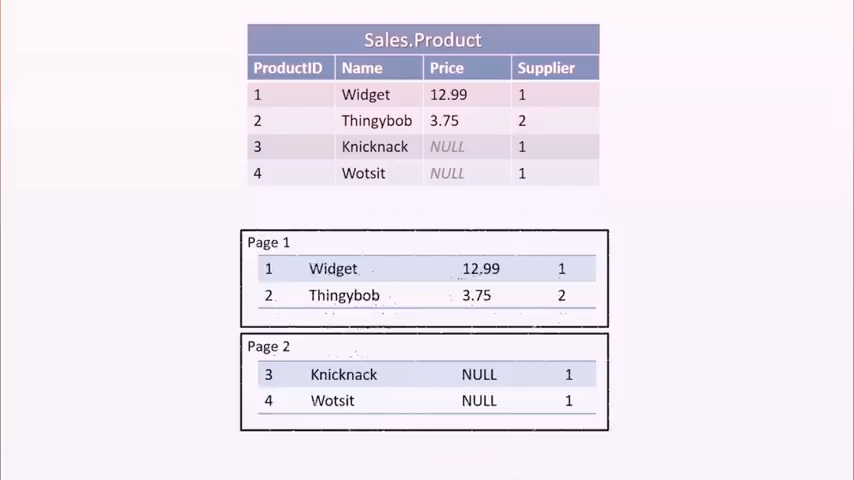 Sales.Product
ProductID Name Price Supplier
1 Widget 12.99 1
2 Thingybob 3.75 2
3 Knicknack NULL 1
4 Wotsit NULL 1
Page 1
1 Widget 12.99 1
2 Thingybob 3.75 2
Page 2
3 Knicknack NULL 1
4 Wotsit NULL 1